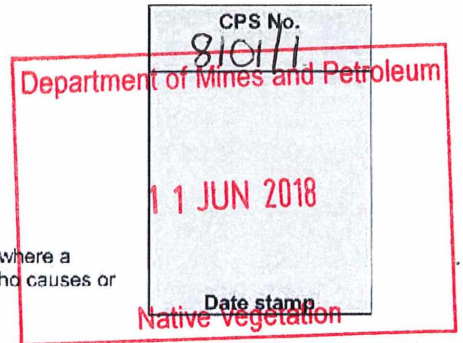 CPS No.
8101/1
Department of Mines and Petroleum
11 JUN 2018
where a
who causes or
Date stamp
Native Vegetation